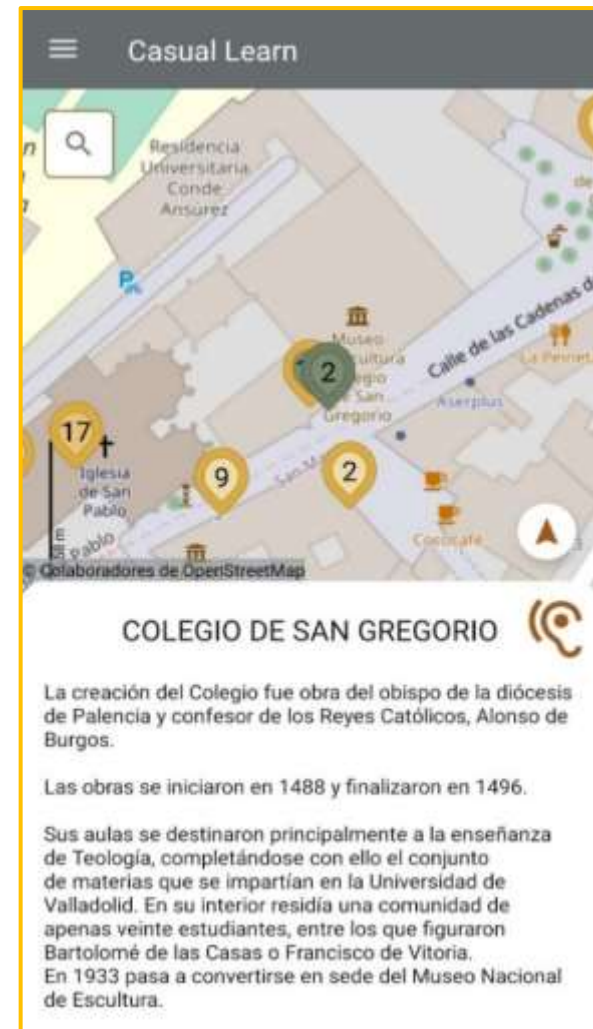 Casual Learn
Residencia
Universitaria
Conde
Ansúrez
P
Museo
San
Gregorio
2
Calle de las Cadenas de
Aserplus
17
Iglesia
de San
Pablo
9
2
Pablo
Cococafé
© Colaboradores de OpenStreetMap
COLEGIO DE SAN GREGORIO
La creación del Colegio fue obra del obispo de la diócesis
de Palencia y confesor de los Reyes Católicos, Alonso de
Burgos.
Las obras se iniciaron en 1488 y finalizaron en 1496.
Sus aulas se destinaron principalmente a la enseñanza
de Teología, completándose con ello el conjunto
de materias que se impartían en la Universidad de
Valladolid. En su interior residía una comunidad de
apenas veinte estudiantes, entre los que figuraron
Bartolomé de las Casas o Francisco de Vitoria.
En 1933 pasa a convertirse en sede del Museo Nacional
de Escultura.